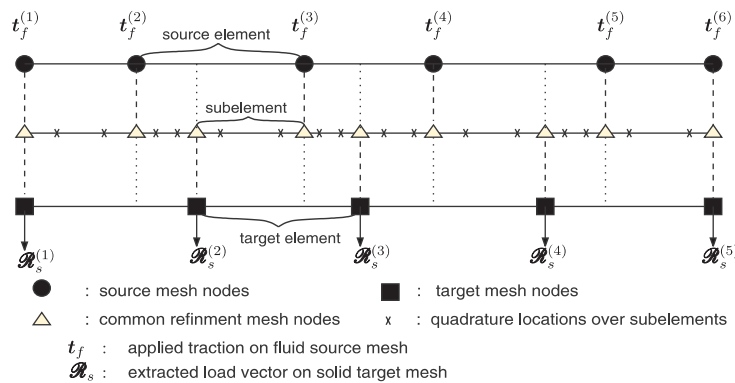 t_f^(1) t_f^(2) t_f^(3) t_f^(4) t_f^(5) t_f^(6)
source element
subelement
target element
ℛ_s^(1) ℛ_s^(2) ℛ_s^(3) ℛ_s^(4) ℛ_s^(5)
: source mesh nodes : target mesh nodes
: common refinment mesh nodes x : quadrature locations over subelements
t_f : applied traction on fluid source mesh
ℛ_s : extracted load vector on solid target mesh